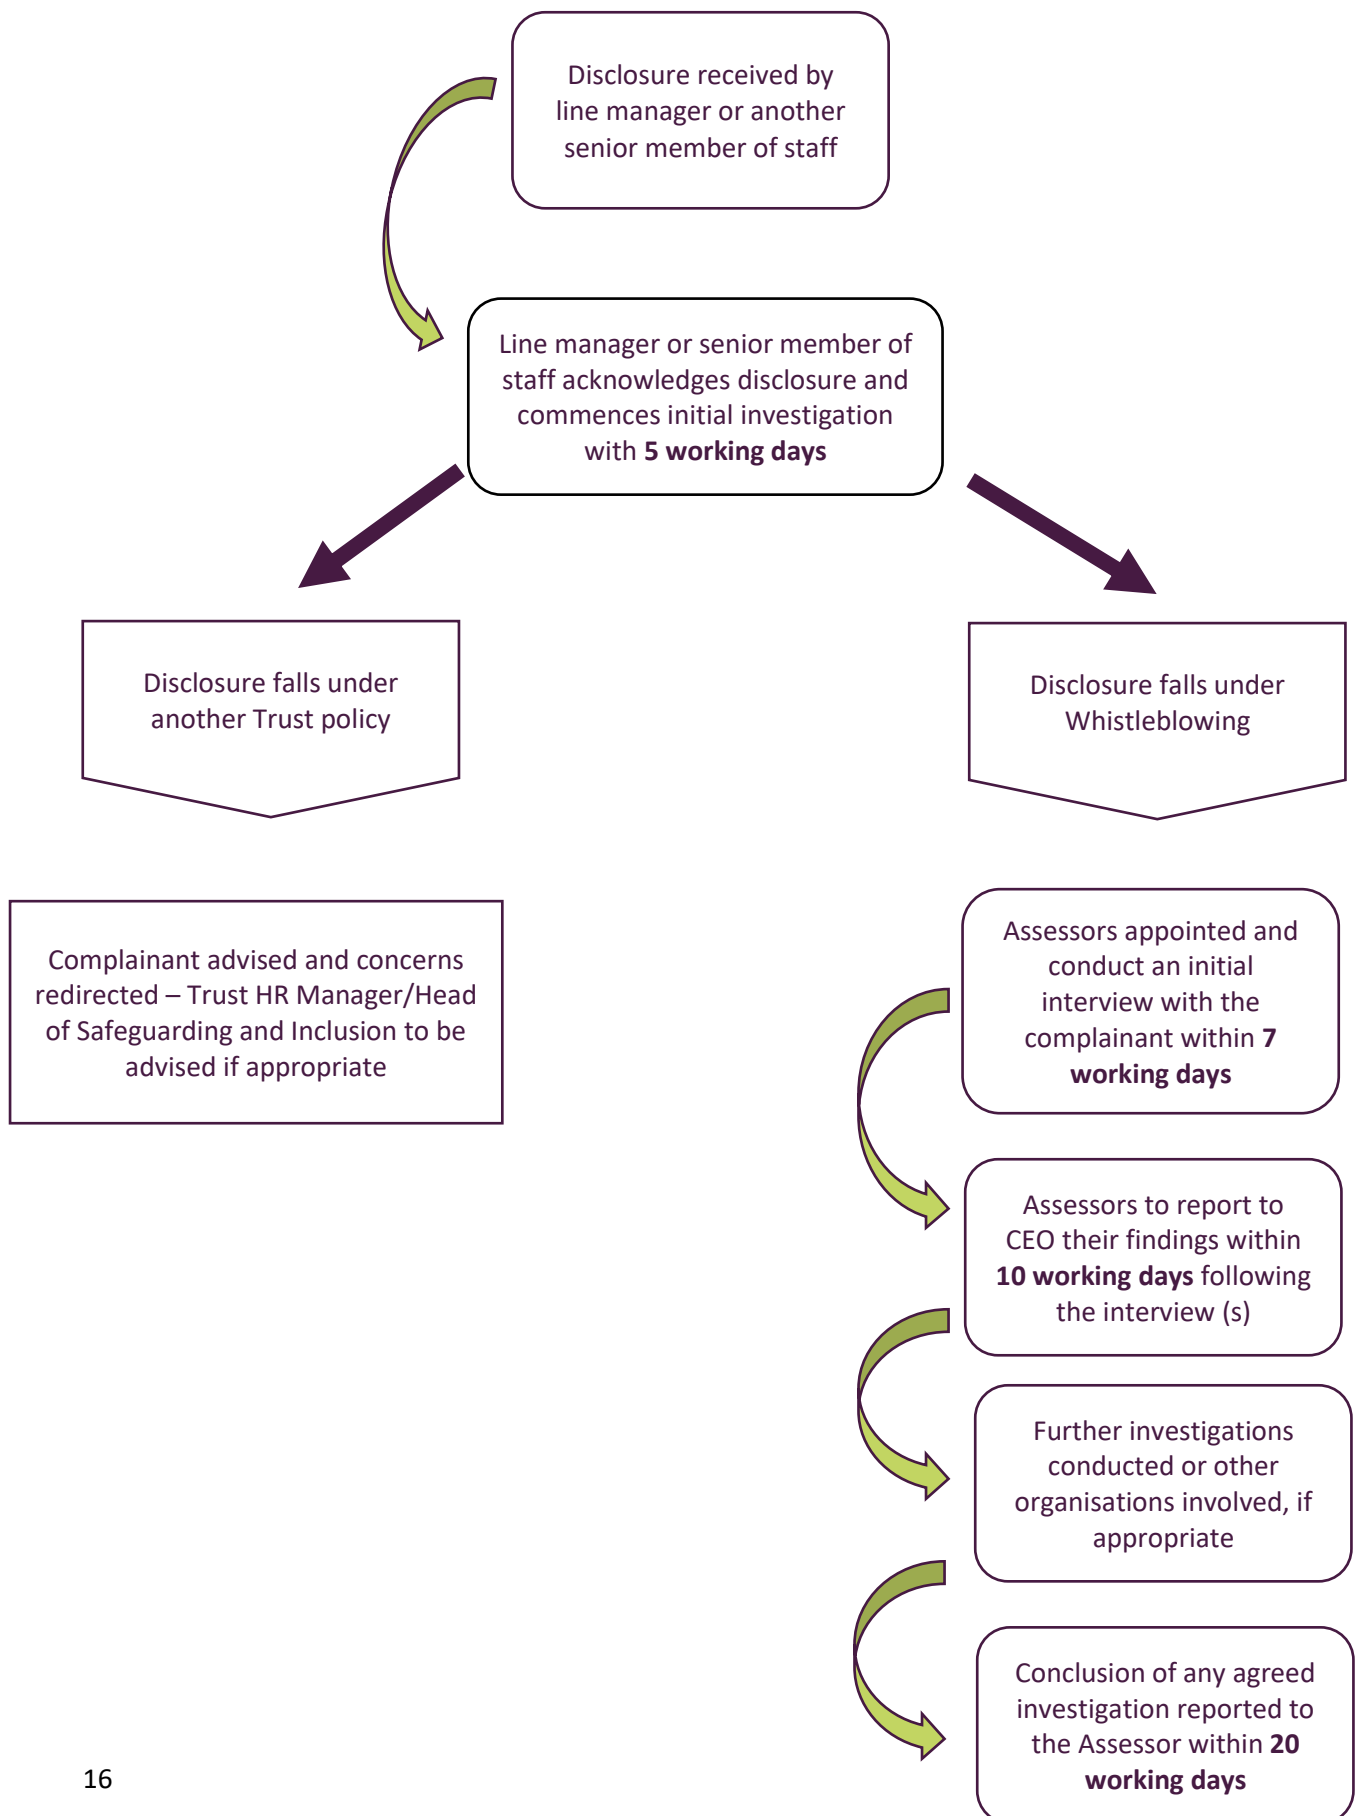 Disclosure received by
line manager or another
senior member of staff
Line manager or senior member of
staff acknowledges disclosure and
commences initial investigation
with 5 working days
Disclosure falls under
another Trust policy
Disclosure falls under
Whistleblowing
Complainant advised and concerns
redirected – Trust HR Manager/Head
of Safeguarding and Inclusion to be
advised if appropriate
Assessors appointed and
conduct an initial
interview with the
complainant within 7
working days
Assessors to report to
CEO their findings within
10 working days following
the interview (s)
Further investigations
conducted or other
organisations involved, if
appropriate
Conclusion of any agreed
investigation reported to
the Assessor within 20
working days
16